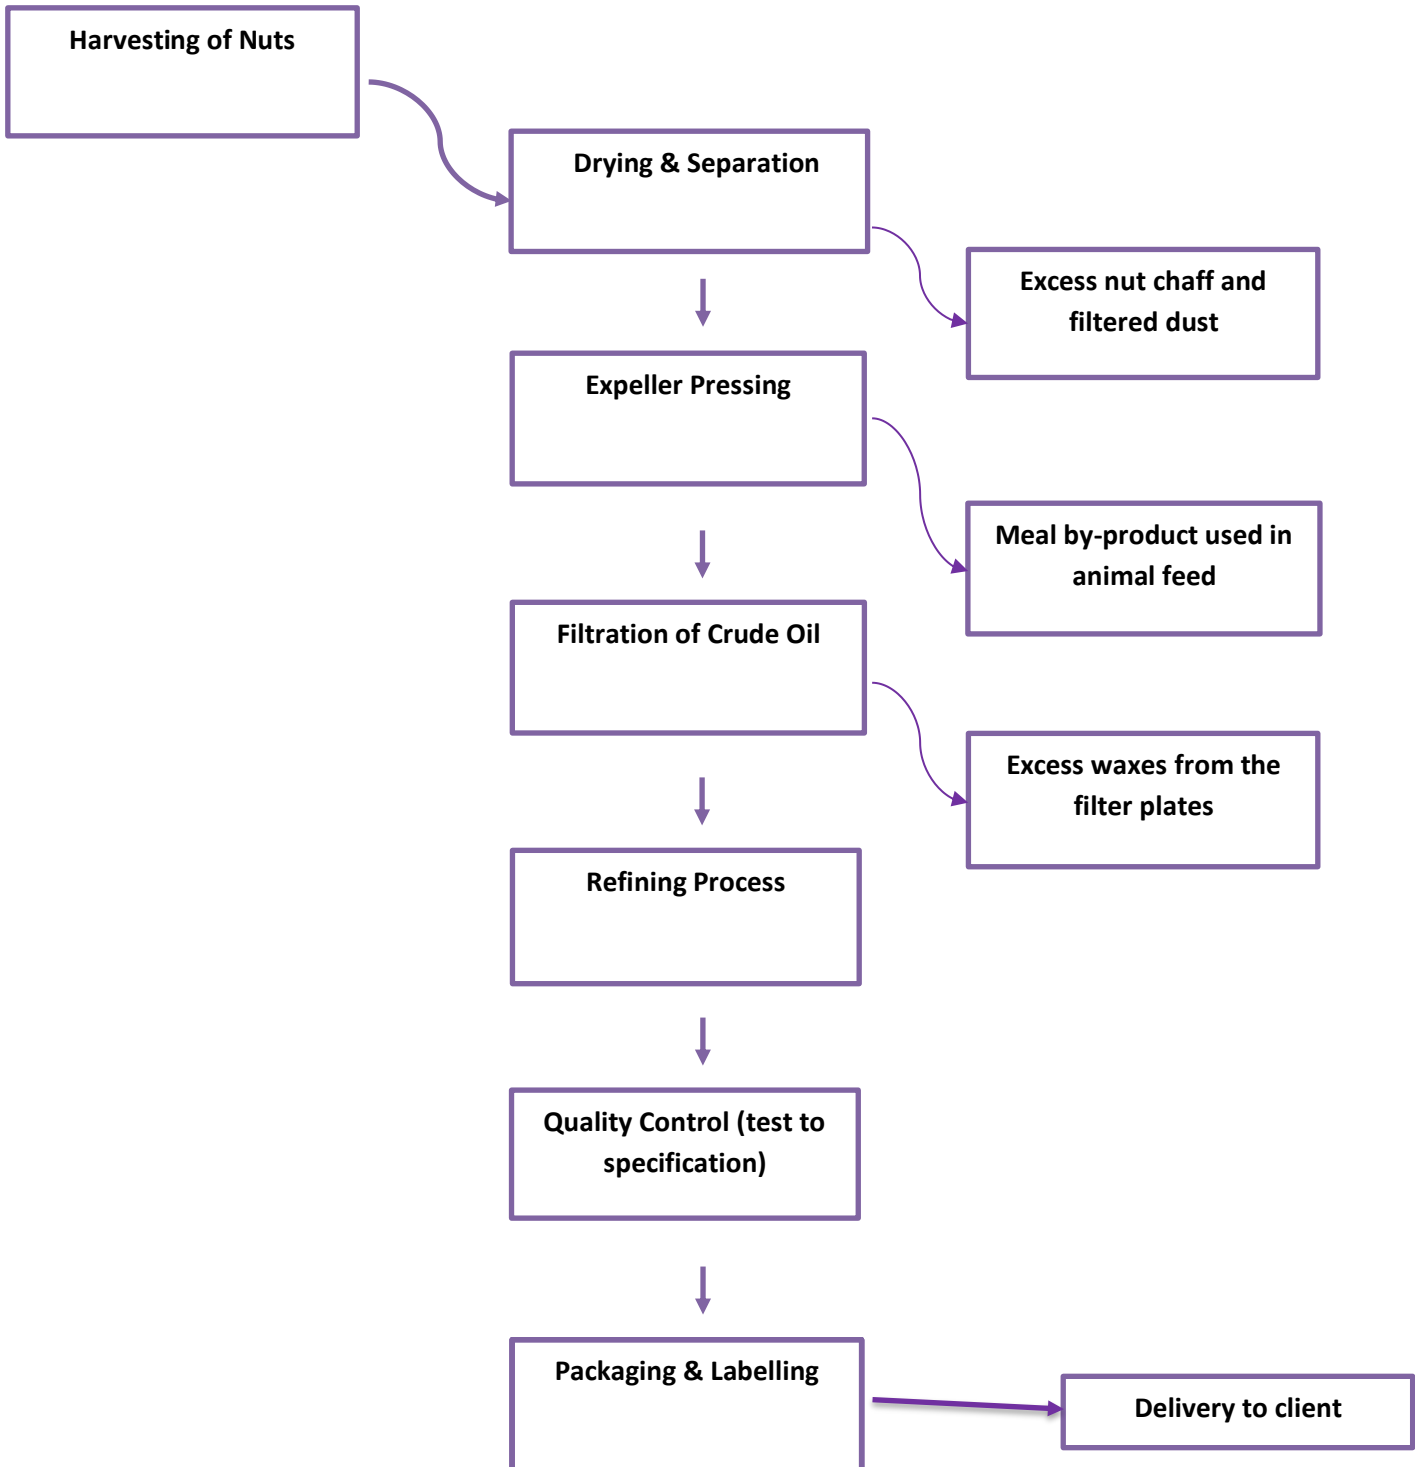 Harvesting of Nuts
Drying & Separation
Excess nut chaff and
filtered dust
Expeller Pressing
Meal by-product used in
animal feed
Filtration of Crude Oil
Excess waxes from the
filter plates
Refining Process
Quality Control (test to
specification)
Packaging & Labelling
Delivery to client